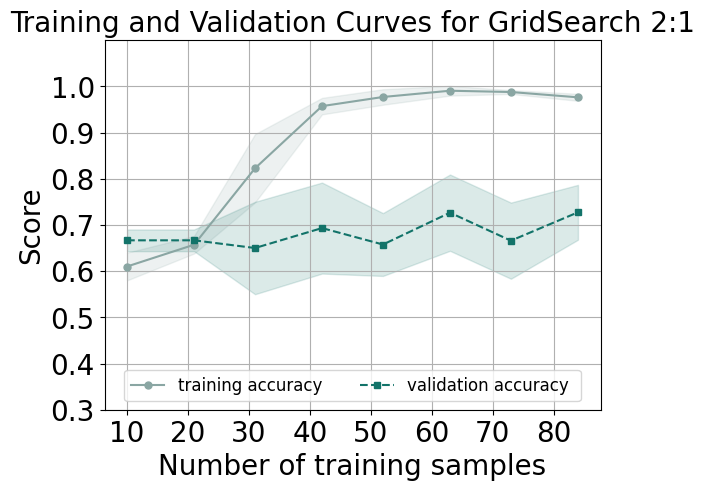 Training and Validation Curves for GridSearch 2:1
1.0
0.9
0.8
0.7
0.6
0.5
0.4
0.3
Score
training accuracy
validation accuracy
10 20 30 40 50 60 70 80
Number of training samples